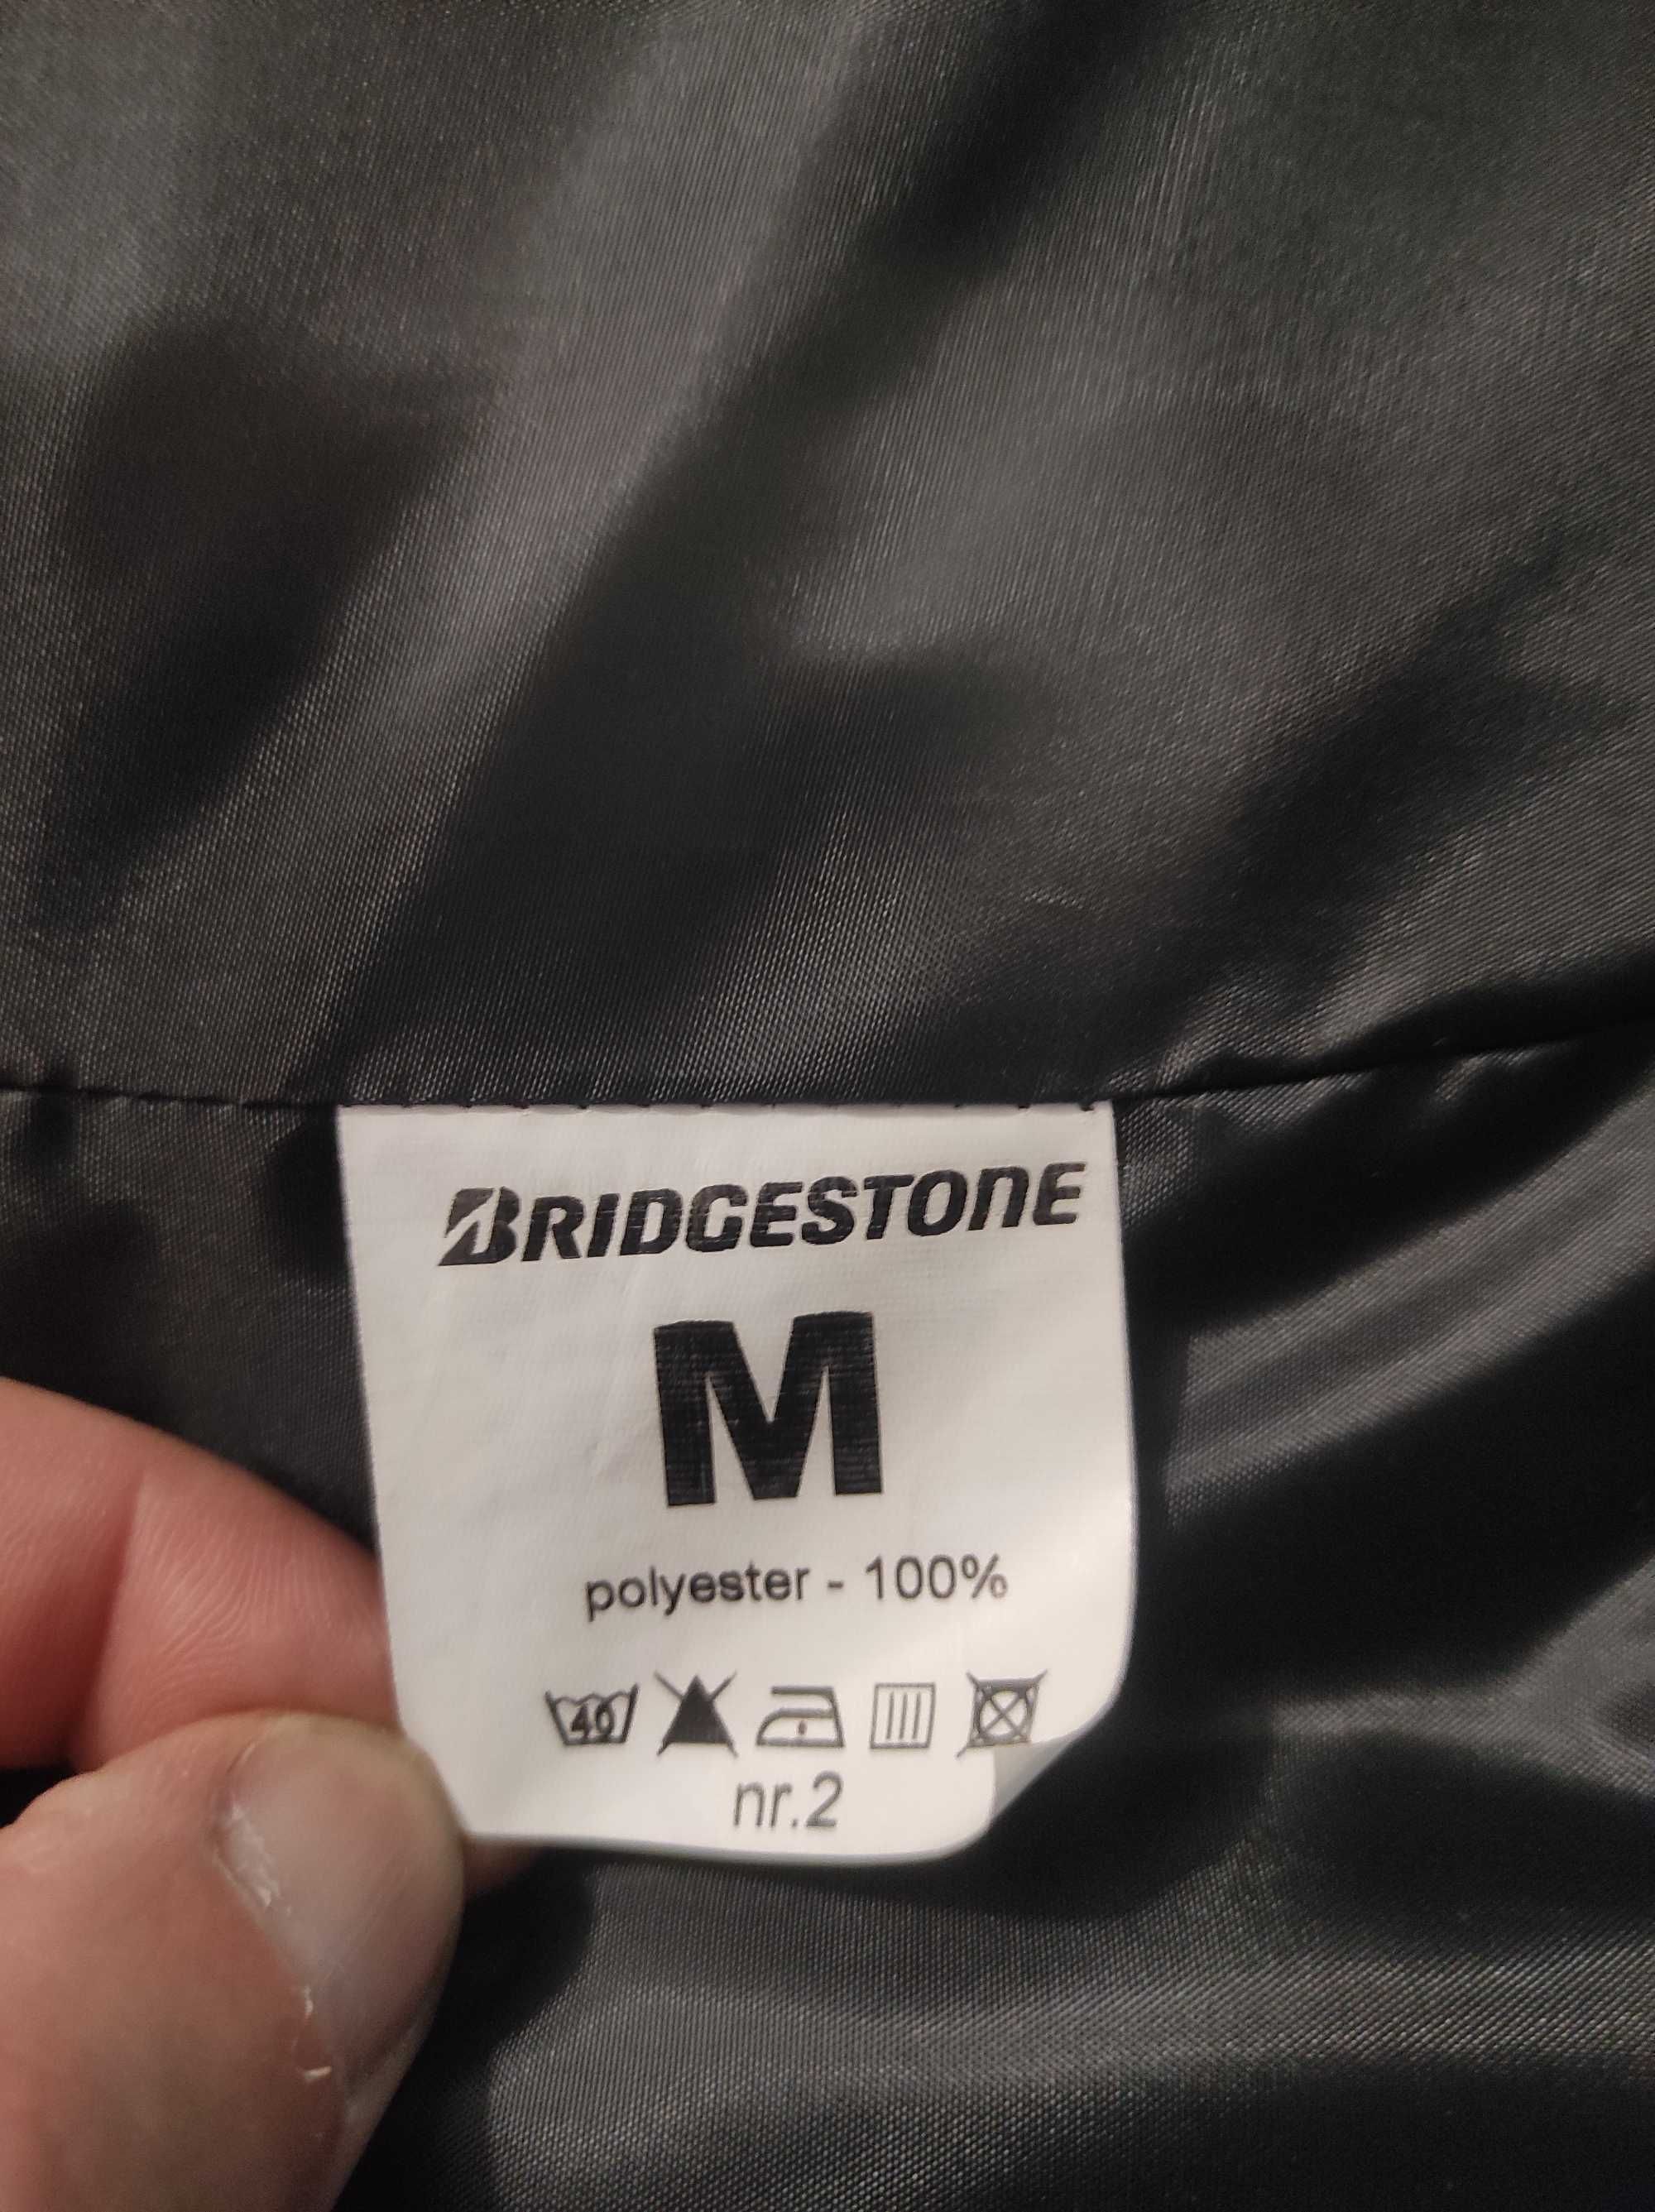 BRIDGESTONE
M
polyester - 100%
40
nr.2